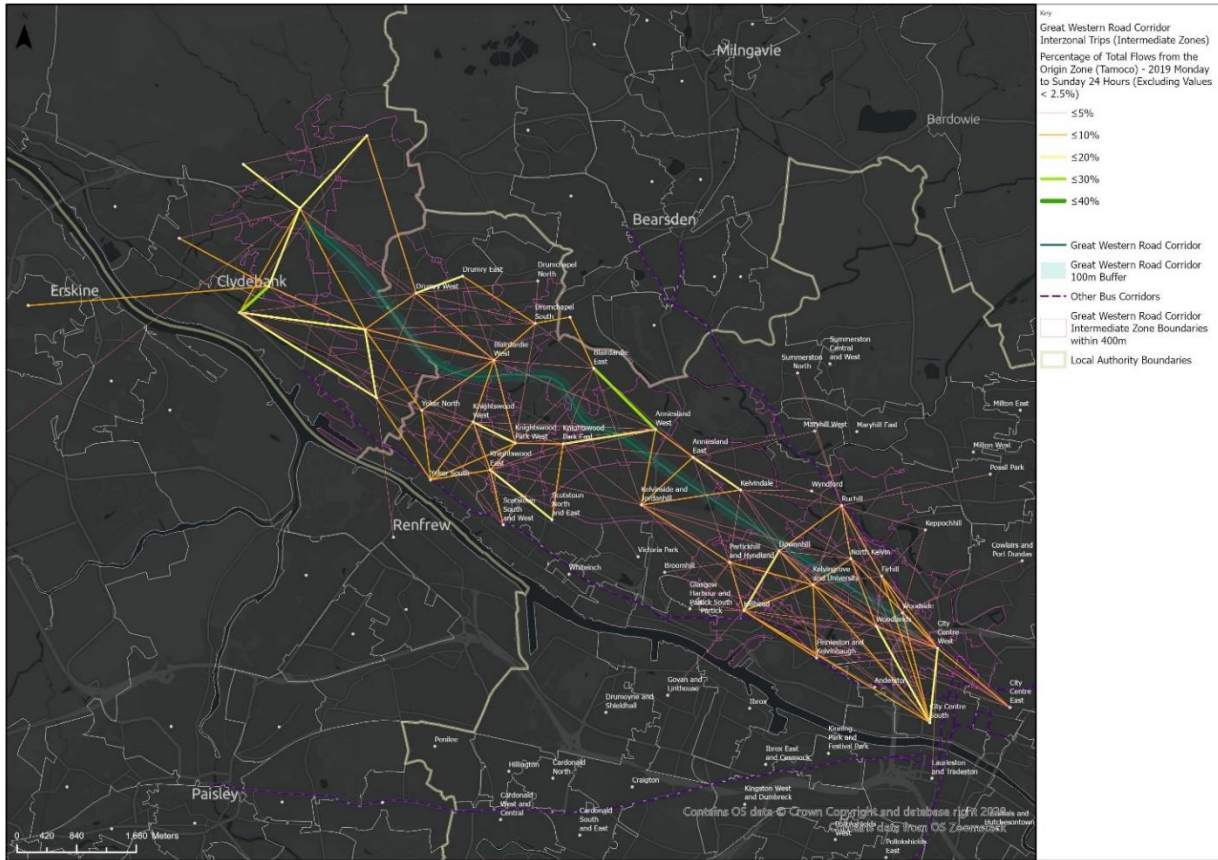 Key
Great Western Road Corridor
Interzonal Trips (Intermediate Zones)
Percentage of Total Flows from the
Origin Zone (Tamoco) - 2019 Monday
to Sunday 24 Hours (Excluding Values
< 2.5%)
≤5%
≤10%
≤20%
≤30%
≤40%
Great Western Road Corridor
Great Western Road Corridor
100m Buffer
Other Bus Corridors
Great Western Road Corridor
Intermediate Zone Boundaries
within 400m
Local Authority Boundaries
Milngavie
Bardowie
Bearsden
Erskine
Clydebank
Drumry East
Drumry West
Drumchapel
North
Drumchapel
South
Blairdardie
West
Blairdardie
East
Summerston
Central
and West
Summerston
North
Milton East
Maryhill West
Maryhill East
Milton West
Possil Park
Yoker North
Knightswood
West
Knightswood
Park West
Knightswood
Park East
Anniesland
West
Anniesland
East
Knightswood
East
Yoker South
Kelvindale
Wyndford
Kelvinside and
Jordanhill
Ruchill
Scotstoun
South
and West
Scotstoun
North
and East
Keppochhill
Cowlairs and
Port Dundas
Renfrew
Victoria Park
Partickhill
and Hyndland
Dowanhill
North Kelvin
Broomhill
Whiteinch
Kelvingrove
and University
Firhill
Glasgow
Harbour and
Partick South
Partick
Hillhead
Woodside
Woodlands
City
Centre
West
Finnieston and
Kelvinhaugh
Anderston
City
Centre
East
City Centre
South
Govan and
Linthouse
Drumoyne and
Shieldhall
Ibrox
Kinning
Park and
Festival Park
Penilee
Hillington
Cardonald
North
Ibrox East
and Cessnock
Craigton
Laurieston
and Tradeston
Kingston West
and Dumbreck
Paisley
Cardonald
West and
Central
Cardonald
South
and East
Contains OS data © Crown Copyright and database right 2020
Contains data from OS Zoomstack
Hutchesontown
Pollokshields
West
Pollokshields
East
0 420 840 1,680 Meters